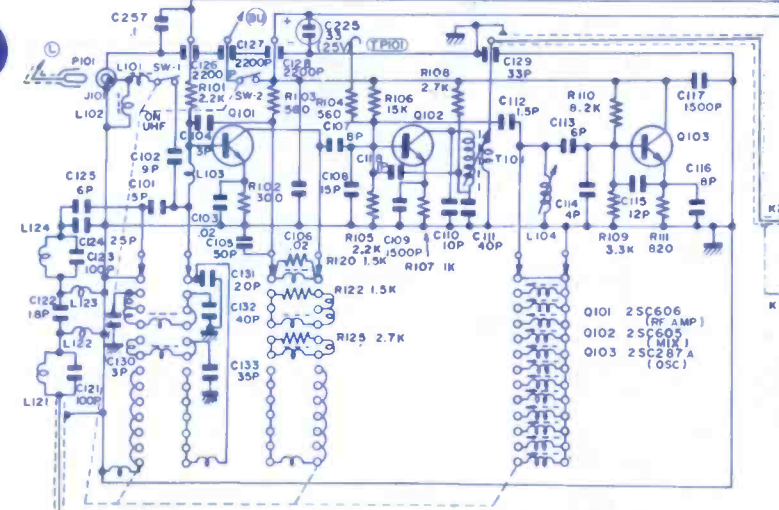 C257
.1
BU
C225
33
(25V)
L
P101
L101
SW-1
J101
L102
ON
UHF
C126
2200P
C127
2200P
C128
2200P
SW-2
TP101
C129
33P
R101
2.2K
Q101
R103
560
R104
560
R106
15K
R108
2.7K
Q102
C112
1.5P
R110
8.2K
C113
6P
C117
1500P
Q103
C102
9P
C104
3P
C107
8P
C118
1P
T101
L103
C125
6P
C101
5P
R102
300
C108
15P
C116
8P
C115
12P
C114
4P
L104
L124
C124
25P
C123
100P
C103
.02
C105
50P
C106
.02
R105
2.2K
C109
1500P
R107 1K
C110
10P
C111
40P
R109
3.3K
R111
820
C131
20P
R120 1.5K
C122
18P
L123
C132
40P
R122 1.5K
L122
C130
3P
R125 2.7K
C133
35P
L121
C121
100P
Q101 2SC606
(RF AMP)
Q102 2SC605
(MIX)
Q103 2SC287A
(OSC)
K